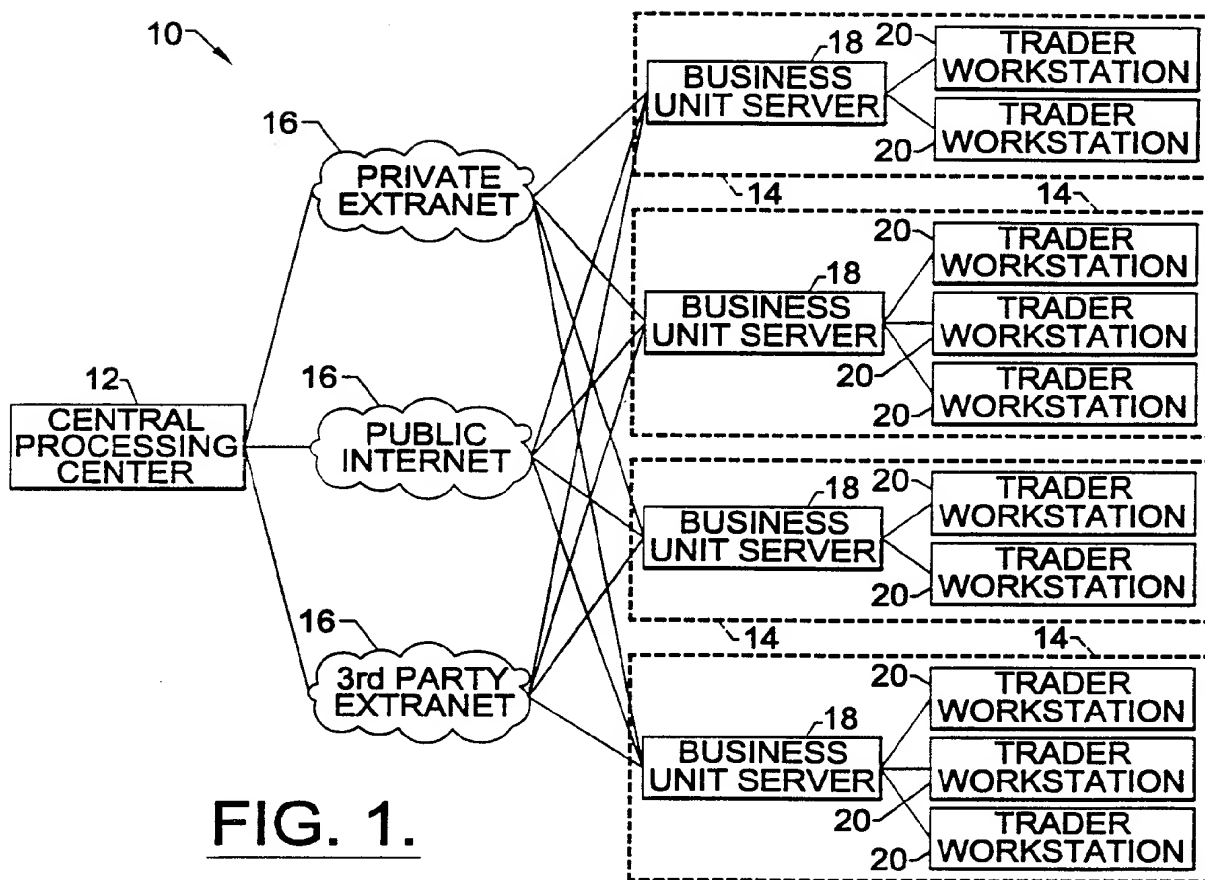 10
12
CENTRAL
PROCESSING
CENTER
16
PRIVATE
EXTRANET
16
PUBLIC
INTERNET
16
3rd PARTY
EXTRANET
18
BUSINESS
UNIT SERVER
20
TRADER
WORKSTATION
TRADER
WORKSTATION
20
14
14
18
BUSINESS
UNIT SERVER
20
TRADER
WORKSTATION
TRADER
WORKSTATION
20
TRADER
WORKSTATION
20
18
BUSINESS
UNIT SERVER
20
TRADER
WORKSTATION
TRADER
WORKSTATION
20
14
14
18
BUSINESS
UNIT SERVER
20
TRADER
WORKSTATION
TRADER
WORKSTATION
20
TRADER
WORKSTATION
20
FIG. 1.